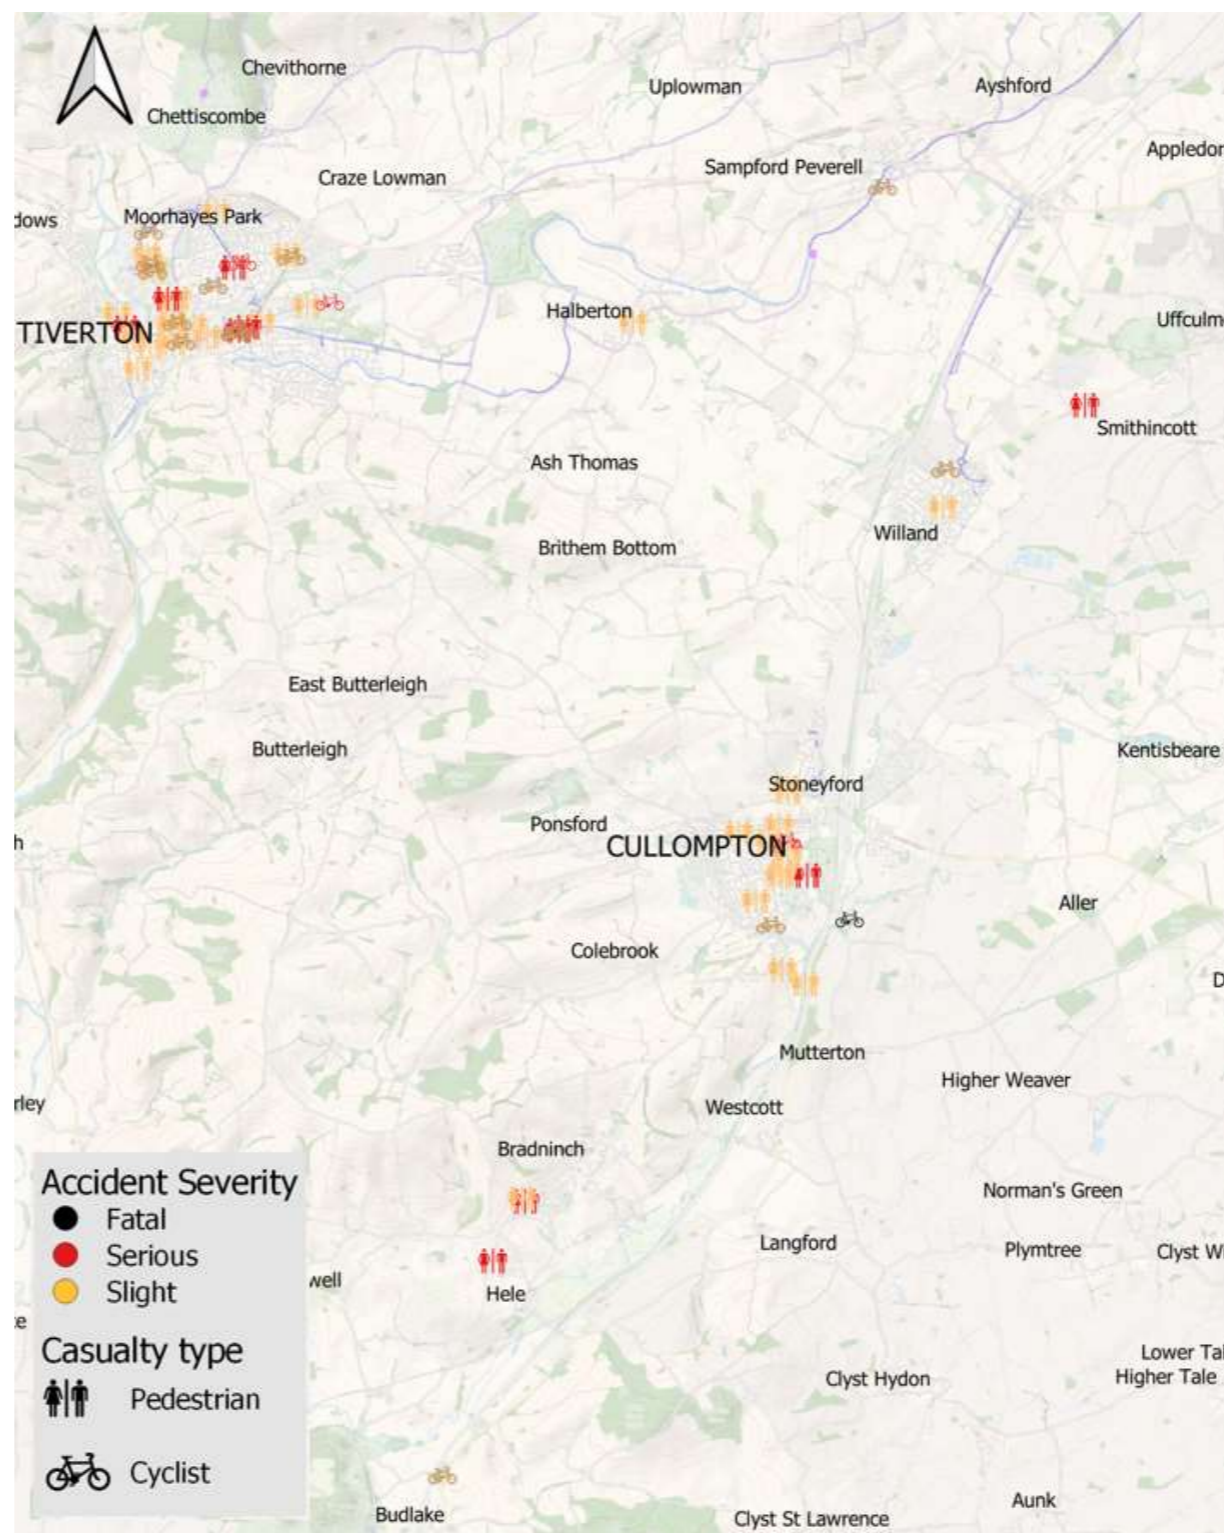 Chevithorne
Uplowman
Ayshford
Chettiscombe
Appledor
Sampford Peverell
Craze Lowman
dows
Moorhayes Park
Halberton
Uffculm
TIVERTON
Smithincott
Ash Thomas
Willand
Brithem Bottom
East Butterleigh
Butterleigh
Kentisbeare
Stoneyford
Ponsford
h
CULLOMPTON
Aller
Colebrook
D
Mutterton
Higher Weaver
rley
Westcott
Bradninch
Norman's Green
Langford
Plymtree
Clyst W
well
Hele
e
Lower Tal
Higher Tale
Clyst Hydon
Aunk
Budlake
Clyst St Lawrence
Accident Severity
Fatal
Serious
Slight
Casualty type
Pedestrian
Cyclist